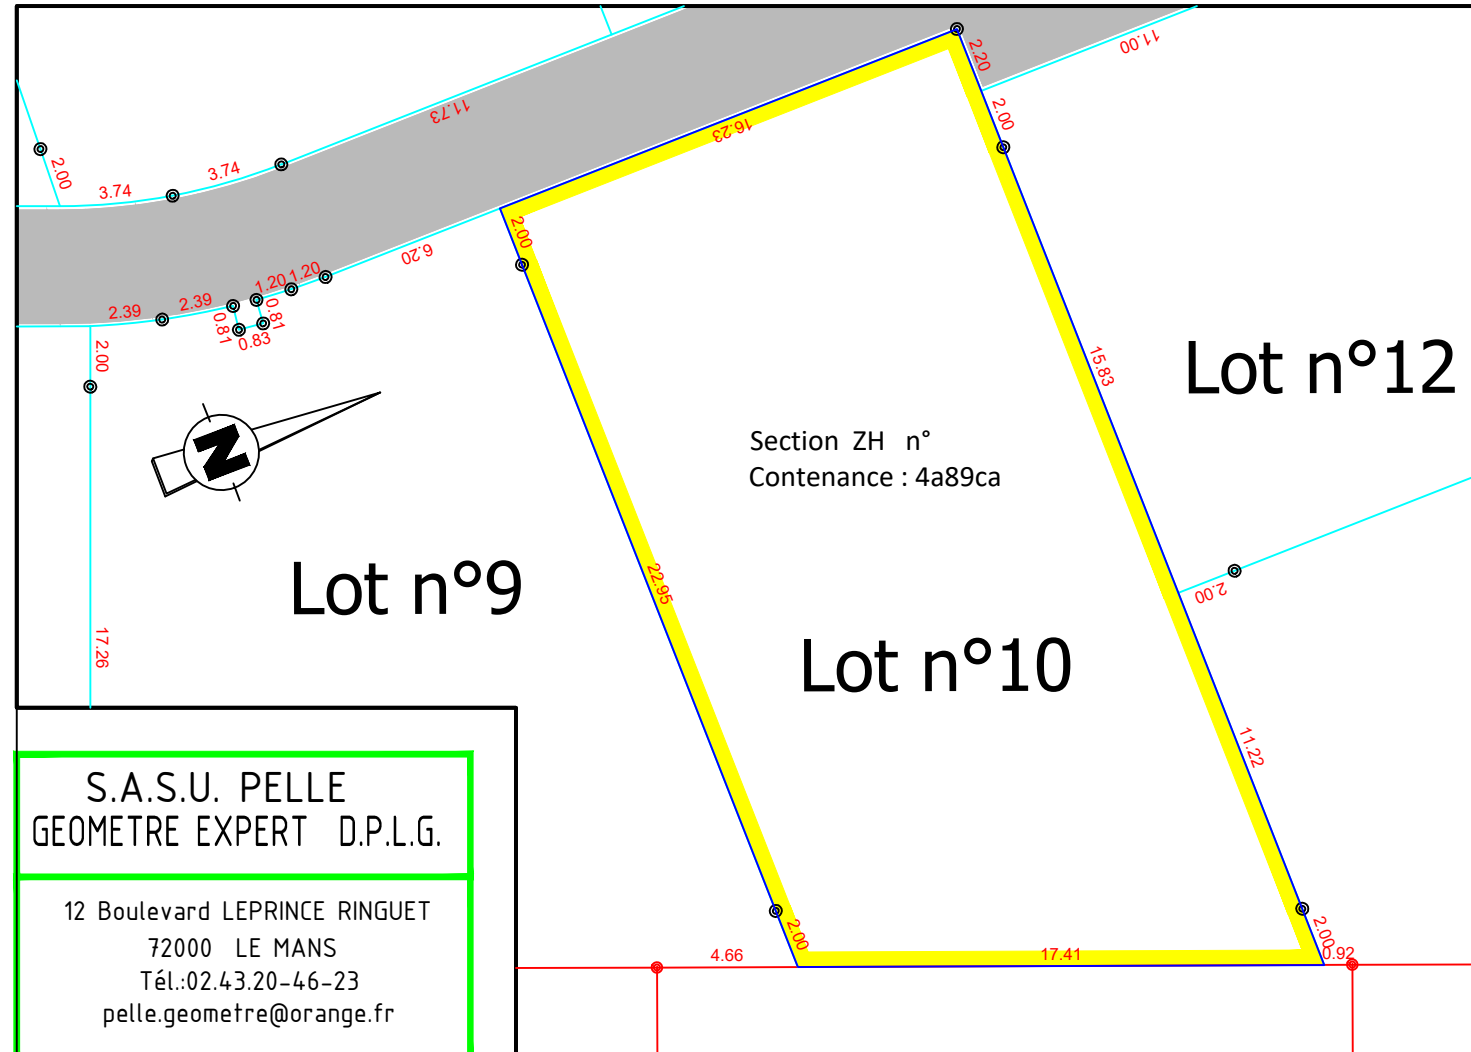 2.20
11.00
11.73
16.23
2.00
2.00
3.74
3.74
2.00
6.20
1.20
1.20
2.39
2.39
0.81
0.81
0.83
2.00
15.83
Lot n°12
N
Section ZH n°
Contenance : 4a89ca
Lot n°9
22.95
2.00
17.26
Lot n°10
11.22
S.A.S.U. PELLE
GEOMETRE EXPERT D.P.L.G.
12 Boulevard LEPRINCE RINGUET
72000 LE MANS
Tél.:02.43.20-46-23
pelle.geometre@orange.fr
2.00
2.00
4.66
17.41
0.92